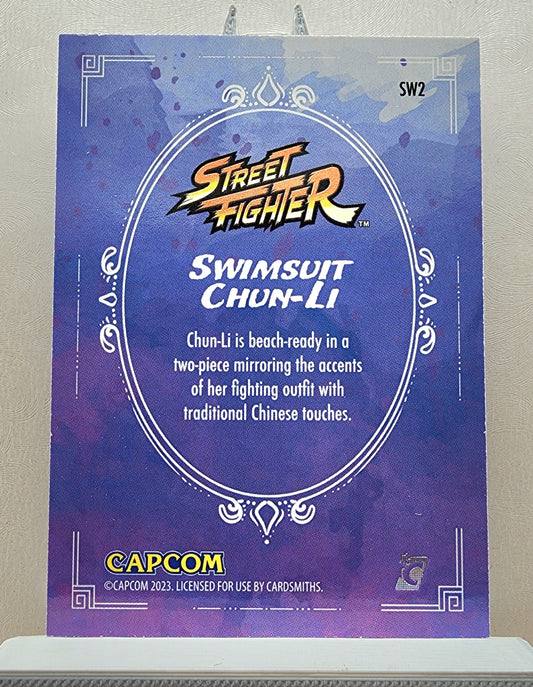 SW2
STREET
FIGHTER™
SWIMSUIT
CHUN-LI
Chun-Li is beach-ready in a
two-piece mirroring the accents
of her fighting outfit with
traditional Chinese touches.
CAPCOM
©CAPCOM 2023. LICENSED FOR USE BY CARDSMITHS.